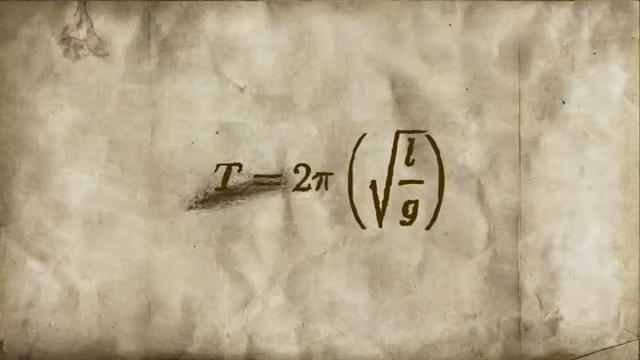 T = 2π (√(l/g))